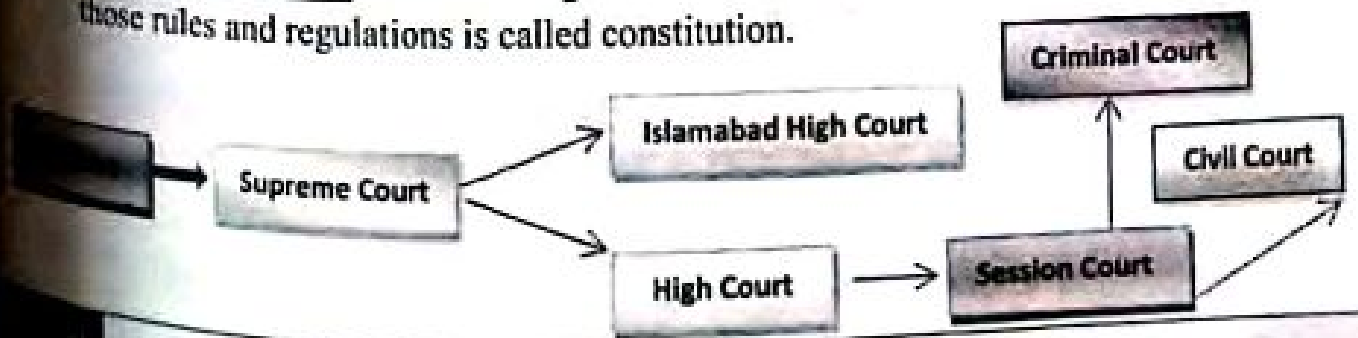 those rules and regulations is called constitution.
Criminal Court
Islamabad High Court
Civil Court
Supreme Court
High Court
Session Court